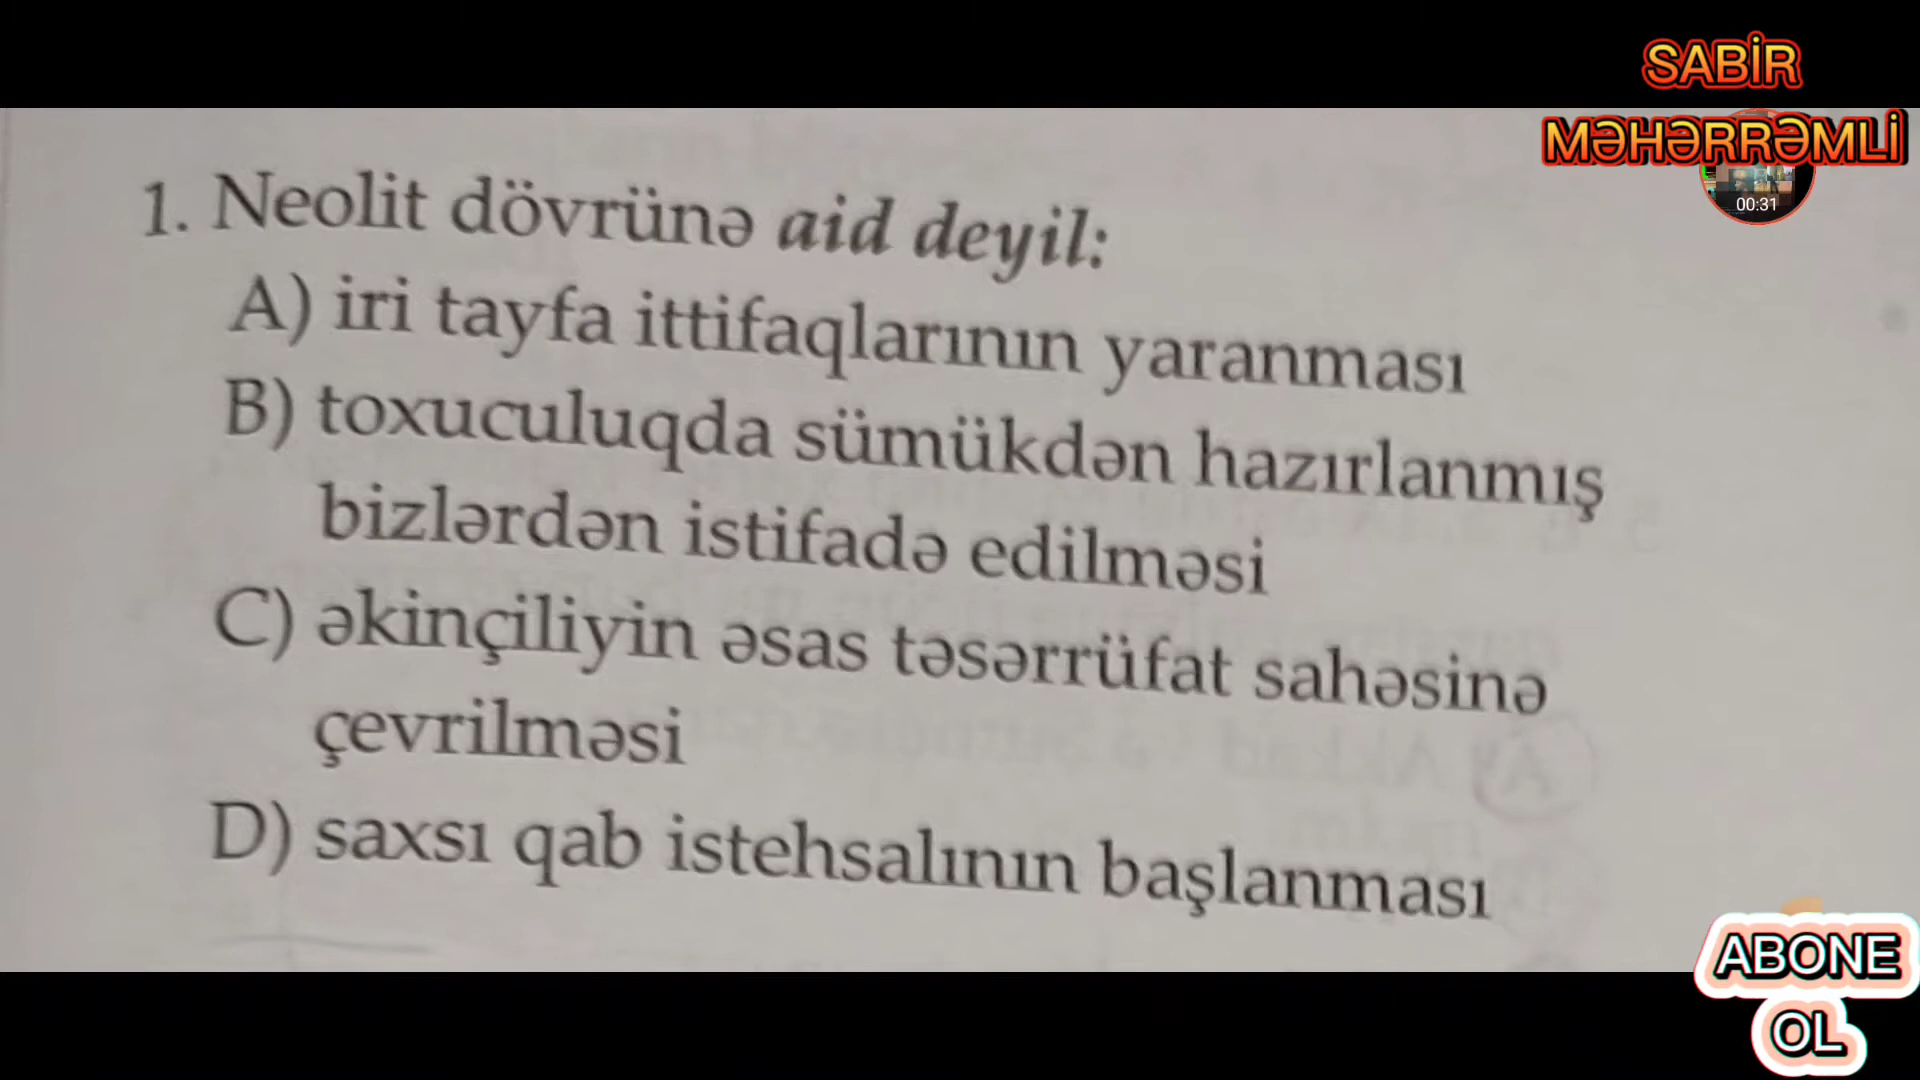 SABİR
MƏHƏRRƏMLİ
00:31
1. Neolit dövrünə aid deyil:
A) iri tayfa ittifaqlarının yaranması
B) toxuculuqda sümükdən hazırlanmış
bizlərdən istifadə edilməsi
C) əkinçiliyin əsas təsərrüfat sahəsinə
çevrilməsi
D) saxsı qab istehsalının başlanması
ABONE
OL